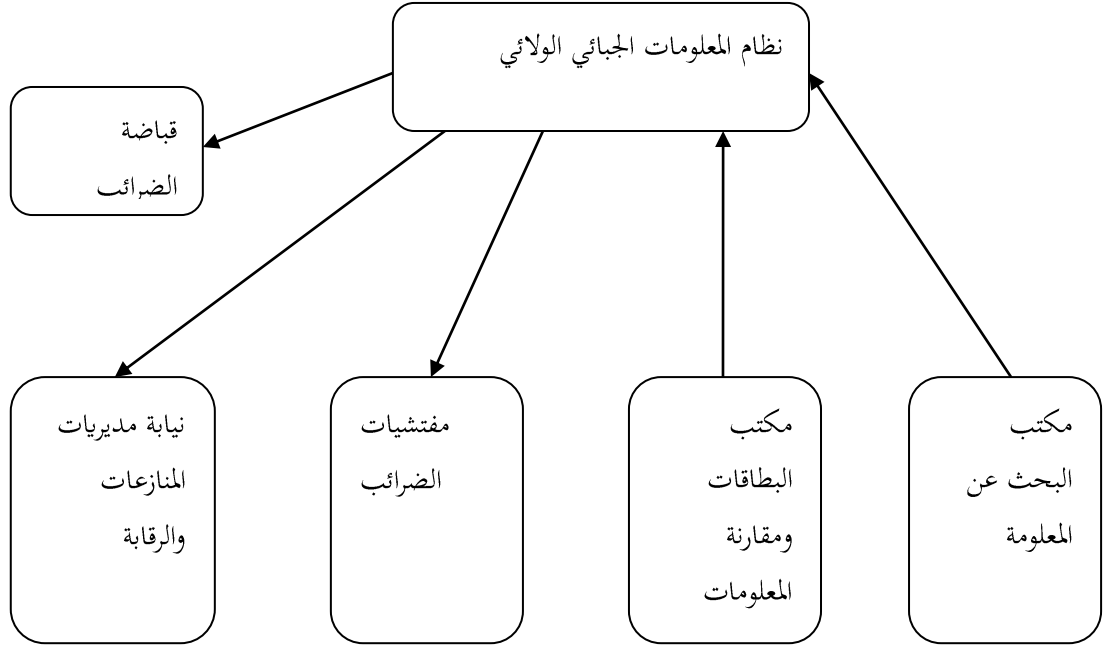 نظام المعلومات الجبائي الولائي
قباضة
الضرائب
مكتب
البحث عن
المعلومة
مكتب
البطاقات
ومقارنة
المعلومات
مفتشيات
الضرائب
نيابة مديريات
المنازعات
والرقابة